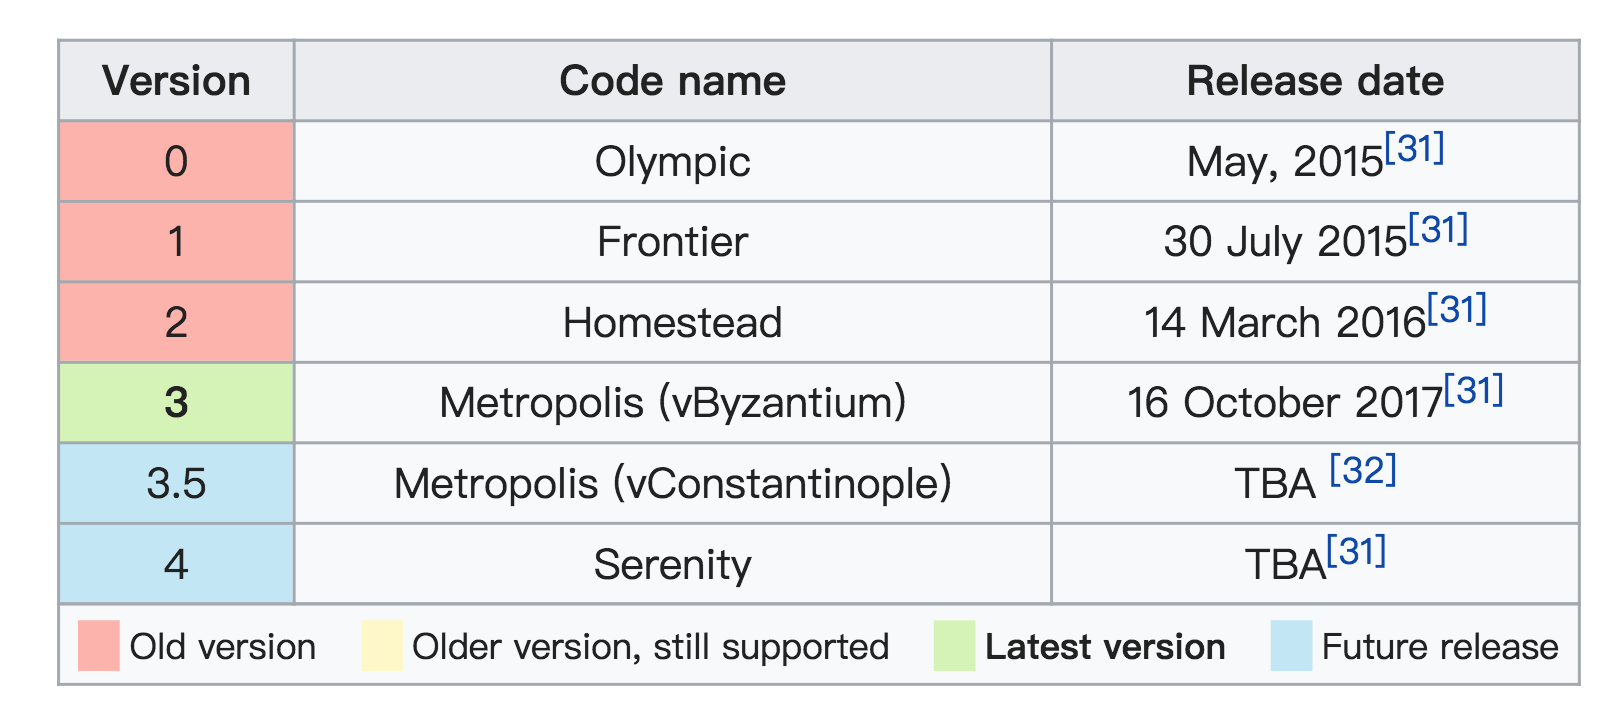 Version Code name Release date
0 Olympic May, 2015[31]
1 Frontier 30 July 2015[31]
2 Homestead 14 March 2016[31]
3 Metropolis (vByzantium) 16 October 2017[31]
3.5 Metropolis (vConstantinople) TBA [32]
4 Serenity TBA[31]
Old version Older version, still supported Latest version Future release